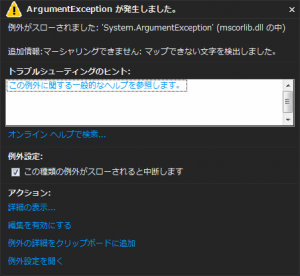 ArgumentException が発生しました。
例外がスローされました: 'System.ArgumentException' (mscorlib.dll の中)
追加情報:マーシャリングできません: マップできない文字を検出しました。
トラブルシューティングのヒント:
この例外に関する一般的なヘルプを参照します。
オンライン ヘルプで検索...
例外設定:
この種類の例外がスローされると中断します
アクション:
詳細の表示...
編集を有効にする
例外の詳細をクリップボードに追加
例外設定を開く